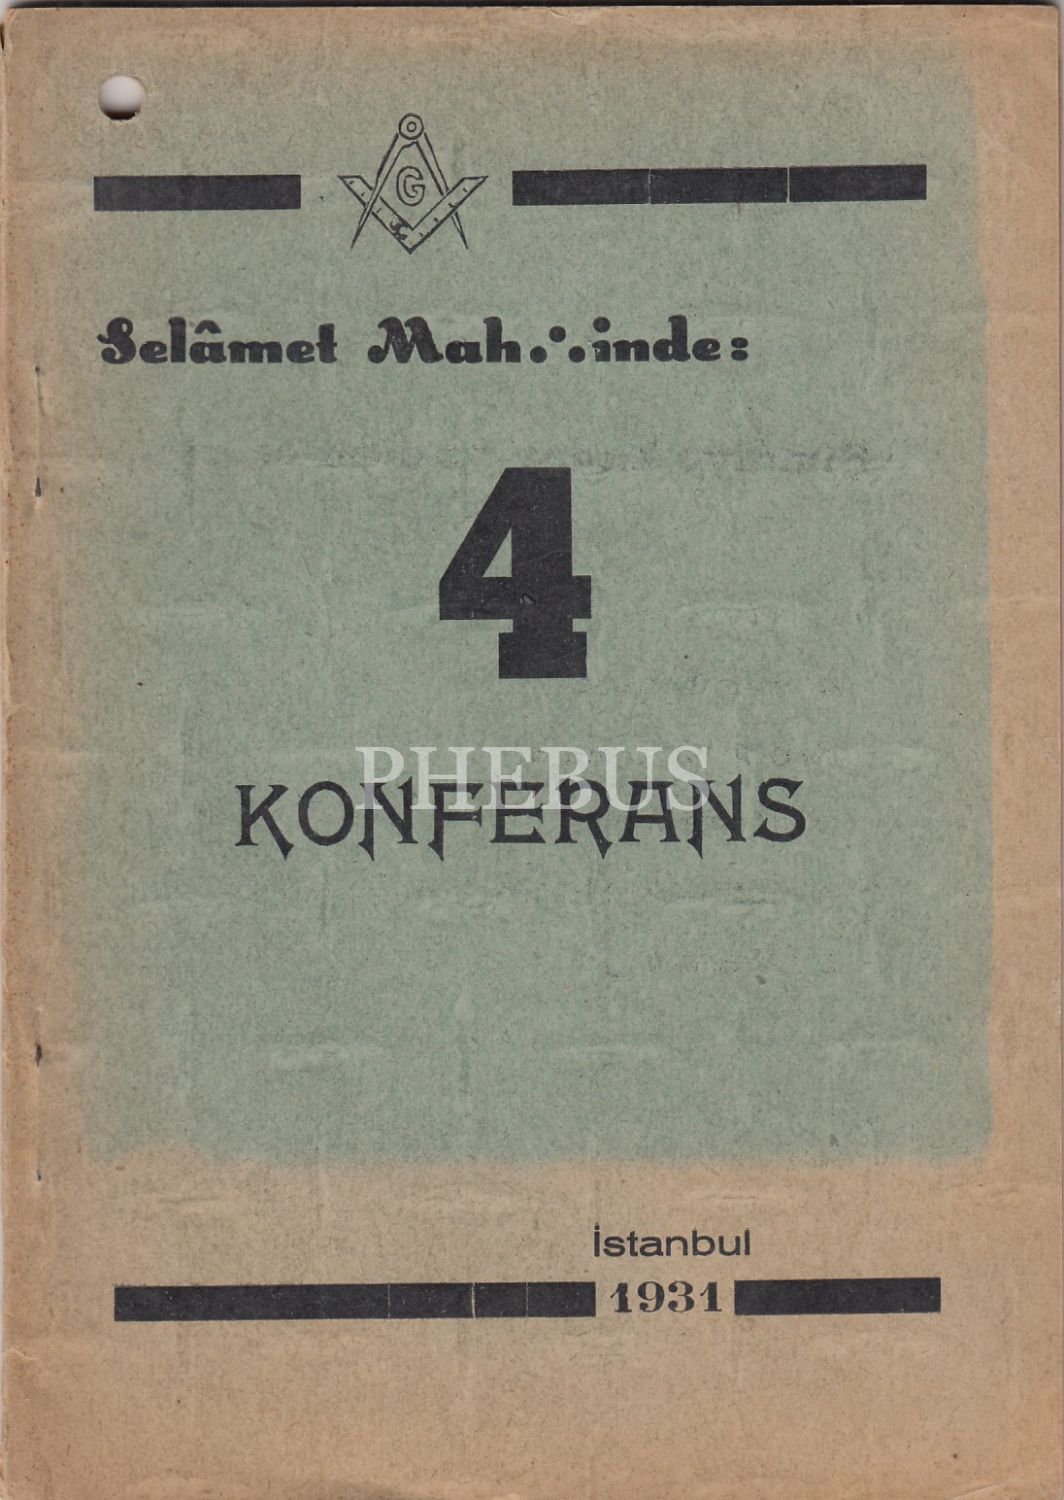 G
Selâmet Mah∴inde:
4
KONFERANS
PHEBUS
İstanbul
1931